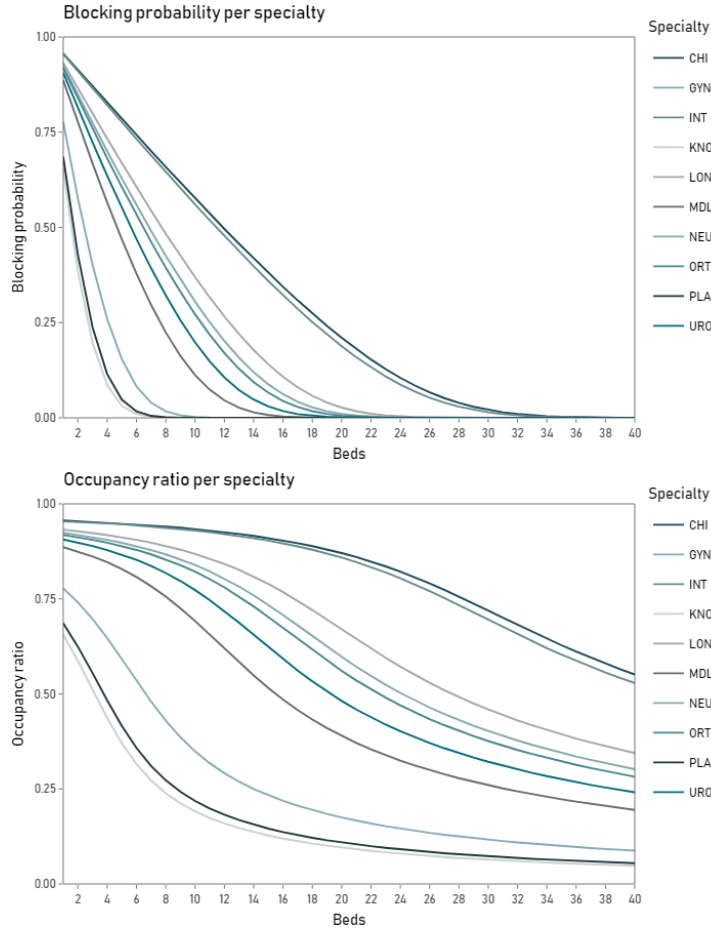 Blocking probability per specialty
Specialty
1.00
0.75
0.50
0.25
0.00
Blocking probability
2 4 6 8 10 12 14 16 18 20 22 24 26 28 30 32 34 36 38 40
Beds
CHI
GYN
INT
KNO
LON
MDL
NEU
ORT
PLA
URO
Occupancy ratio per specialty
Specialty
1.00
0.75
0.50
0.25
0.00
Occupancy ratio
2 4 6 8 10 12 14 16 18 20 22 24 26 28 30 32 34 36 38 40
Beds
CHI
GYN
INT
KNO
LON
MDL
NEU
ORT
PLA
URO